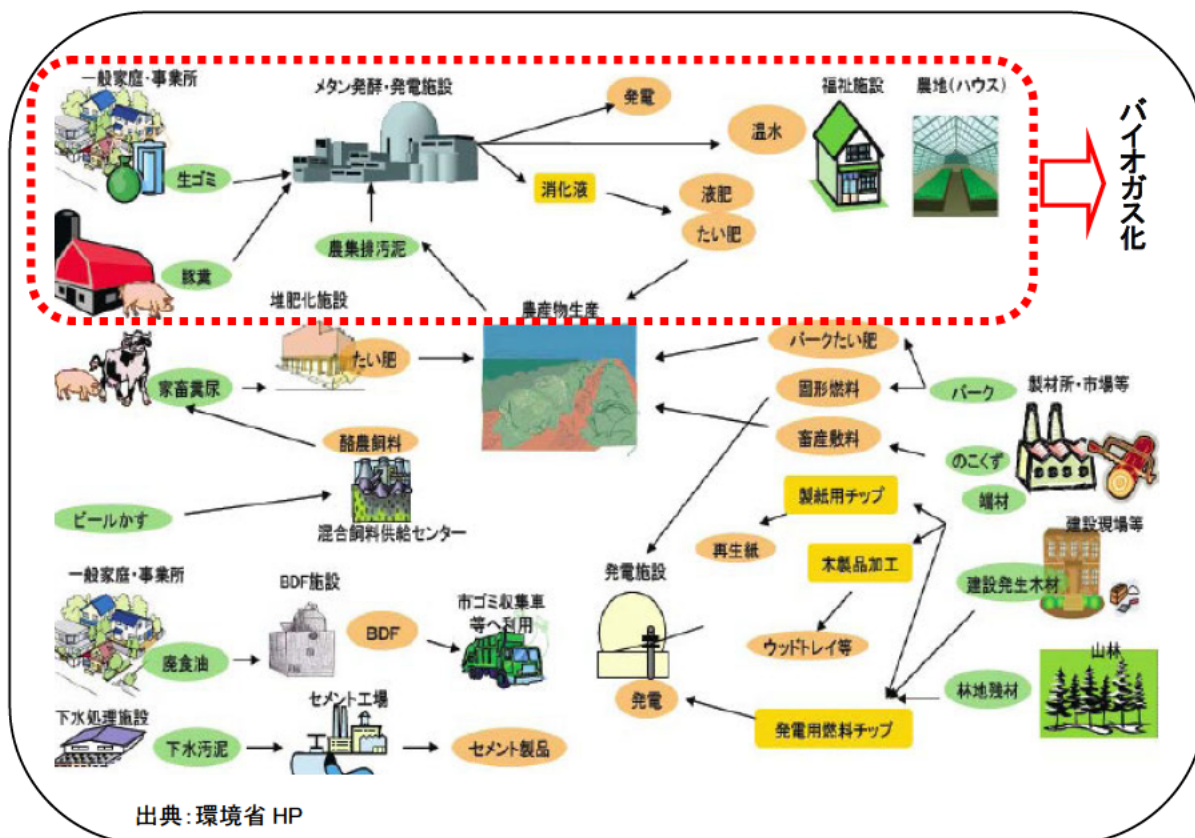 一般家庭・事業所
メタン発酵・発電施設
発電
福祉施設
農地(ハウス)
温水
生ゴミ
消化液
液肥
たい肥
農集排汚泥
豚糞
バイオガス化
堆肥化施設
農産物生産
たい肥
家畜糞尿
バークたい肥
固形燃料
バーク
製材所・市場等
畜産敷料
のこくず
端材
酪農飼料
ビールかす
混合飼料供給センター
製紙用チップ
再生紙
木製品加工
建設現場等
建設発生木材
ウッドトレイ等
一般家庭・事業所
BDF施設
BDF
市ゴミ収集車
等へ利用
廃食油
発電施設
発電
山林
林地残材
発電用燃料チップ
下水処理施設
下水汚泥
セメント工場
セメント製品
出典:環境省 HP